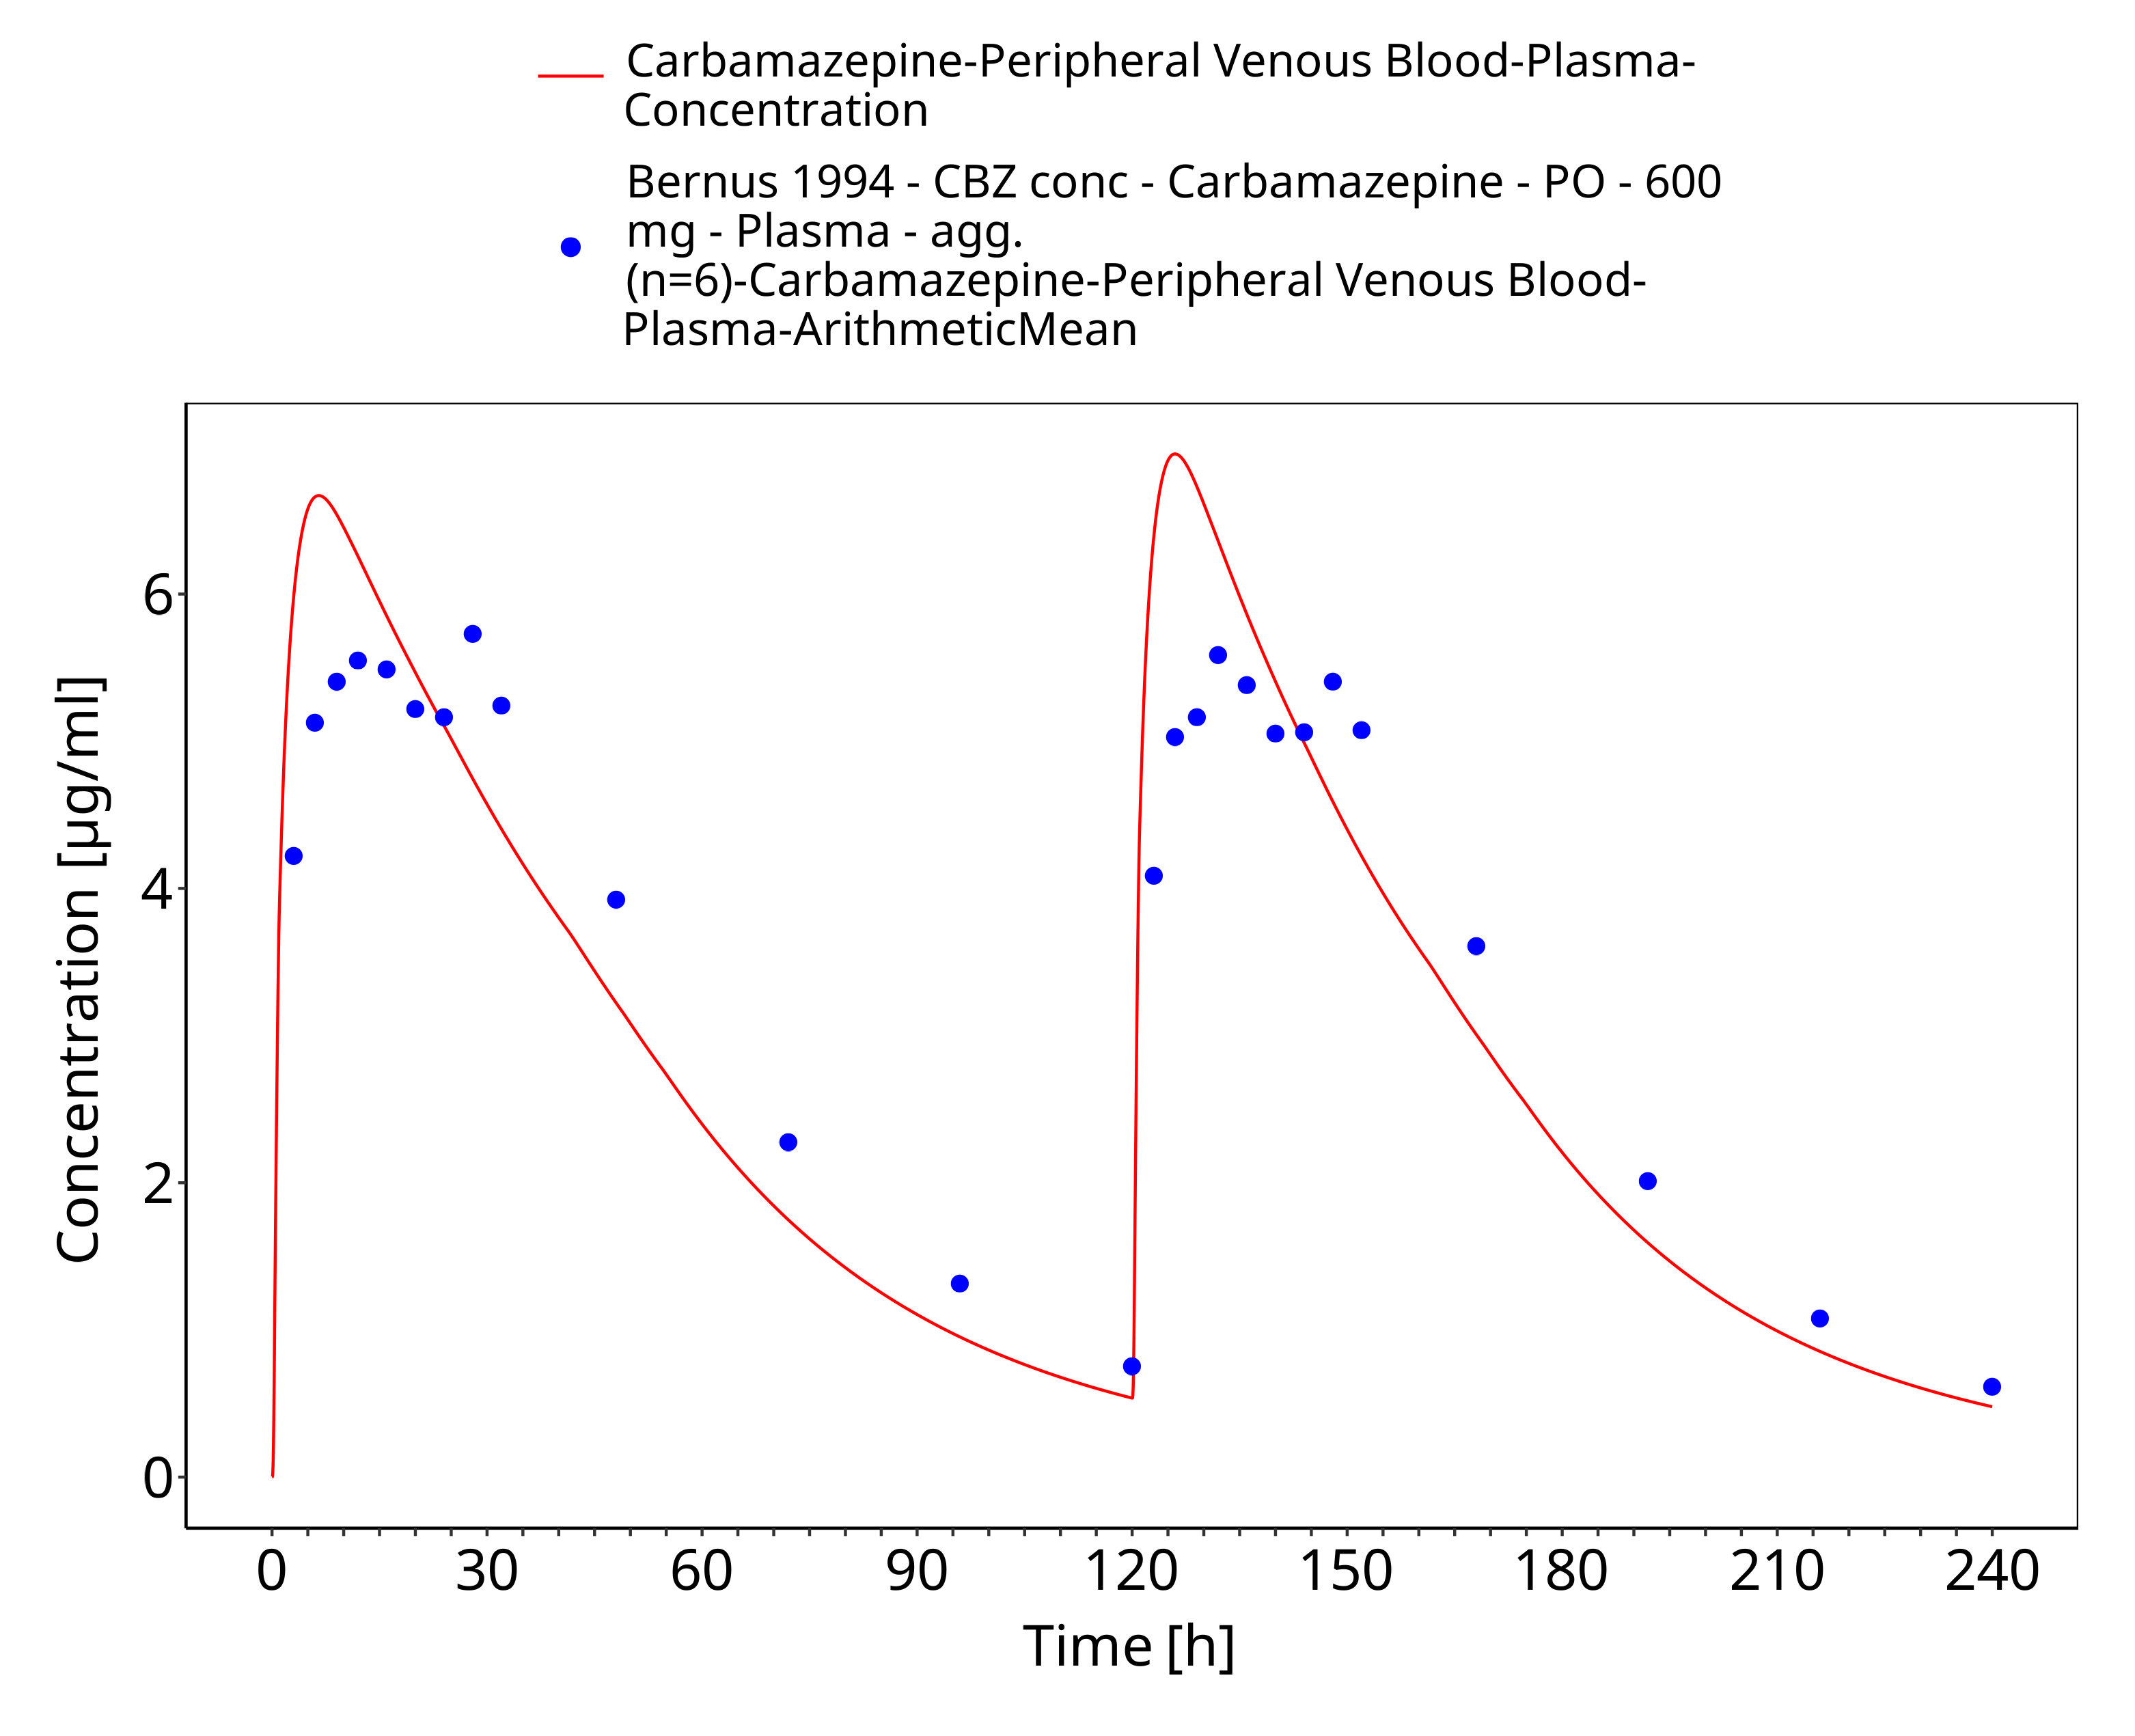 Carbamazepine-Peripheral Venous Blood-Plasma-
Concentration
Bernus 1994 - CBZ conc - Carbamazepine - PO - 600
mg - Plasma - agg.
(n=6)-Carbamazepine-Peripheral Venous Blood-
Plasma-ArithmeticMean
Concentration [µg/ml]
6
4
2
0
0 30 60 90 120 150 180 210 240
Time [h]